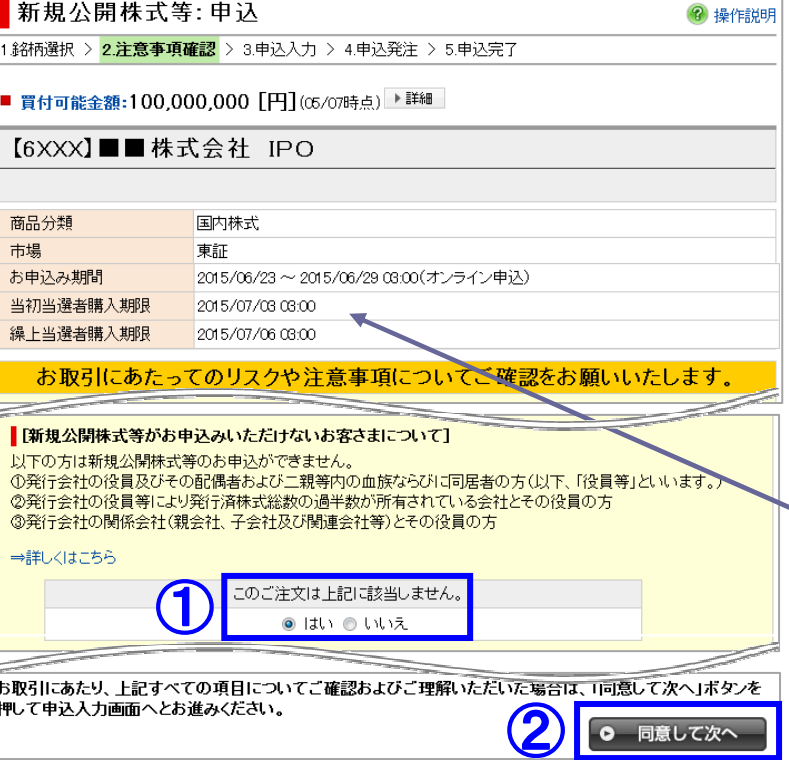 新規公開株式等:申込
操作説明
1.銘柄選択 > 2.注意事項確認 > 3.申込入力 > 4.申込発注 > 5.申込完了
買付可能金額:100,000,000 [円](05/07時点) 詳細
【6XXX】■■株式会社 IPO
商品分類 国内株式
市場 東証
お申込み期間 2015/06/23 ～ 2015/06/29 03:00(オンライン申込)
当初当選者購入期限 2015/07/03 03:00
繰上当選者購入期限 2015/07/06 03:00
お取引にあたってのリスクや注意事項についてご確認をお願いいたします。
[新規公開株式等がお申込みいただけないお客さまについて]
以下の方は新規公開株式等のお申込ができません。
①発行会社の役員及びその配偶者および二親等内の血族ならびに同居者の方(以下、「役員等」といいます。)
②発行会社の役員等により発行済株式総数の過半数が所有されている会社とその役員の方
③発行会社の関係会社(親会社、子会社及び関連会社等)とその役員の方
⇒詳しくはこちら
①
このご注文は上記に該当しません。
はい いいえ
お取引にあたり、上記すべての項目についてご確認およびご理解いただいた場合は、「同意して次へ」ボタンを
押して申込入力画面へとお進みください。
②
同意して次へ